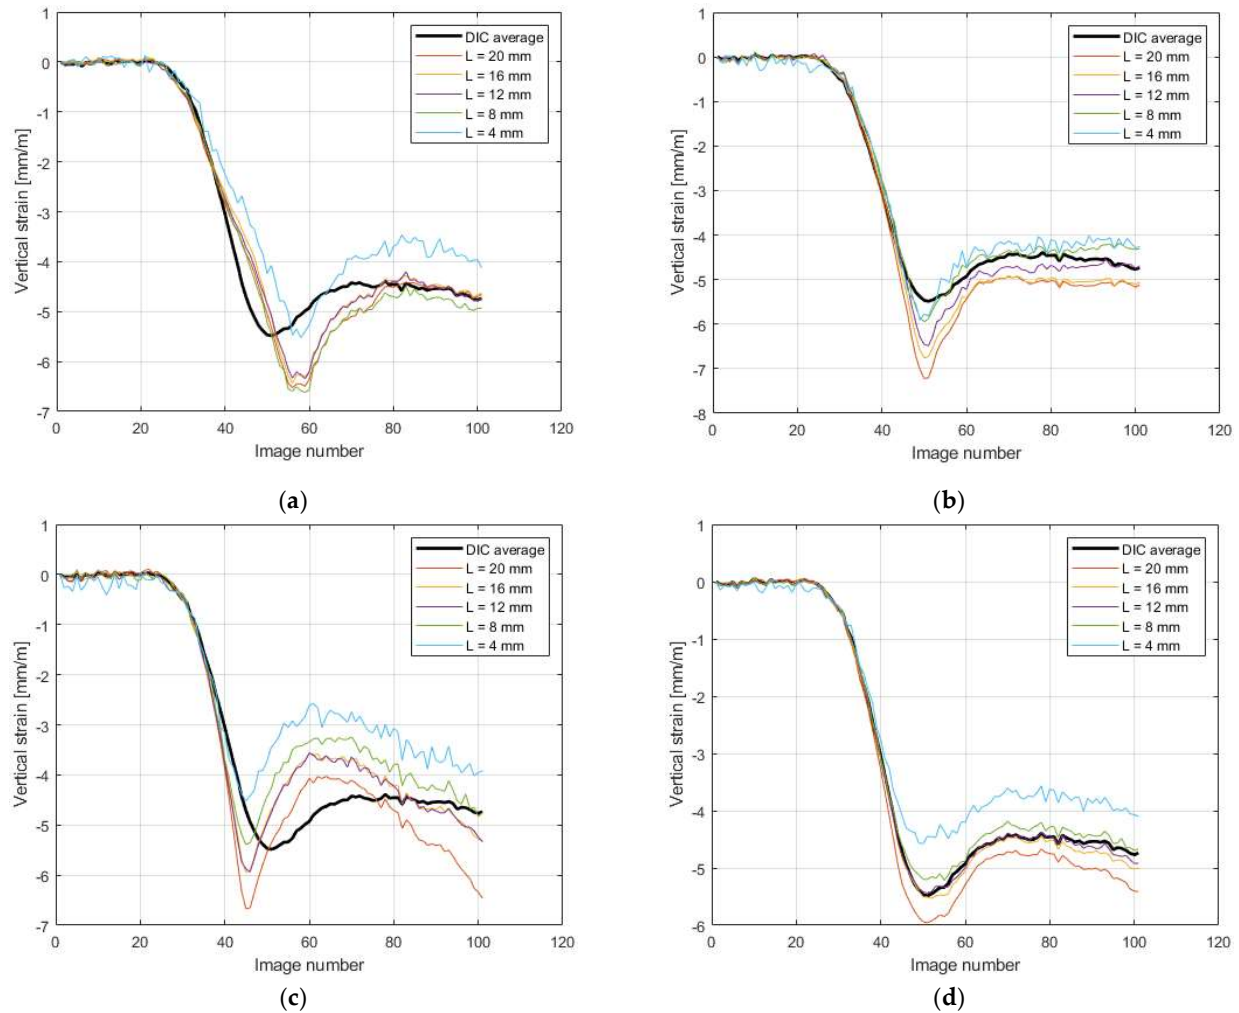 1
0
-1
-2
-3
-4
-5
-6
-7
0 20 40 60 80 100 120
Vertical strain [mm/m]
Image number
DIC average
L = 20 mm
L = 16 mm
L = 12 mm
L = 8 mm
L = 4 mm
(a)
1
0
-1
-2
-3
-4
-5
-6
-7
-8
0 20 40 60 80 100 120
Vertical strain [mm/m]
Image number
DIC average
L = 20 mm
L = 16 mm
L = 12 mm
L = 8 mm
L = 4 mm
(b)
1
0
-1
-2
-3
-4
-5
-6
-7
0 20 40 60 80 100 120
Vertical strain [mm/m]
Image number
DIC average
L = 20 mm
L = 16 mm
L = 12 mm
L = 8 mm
L = 4 mm
(c)
1
0
-1
-2
-3
-4
-5
-6
0 20 40 60 80 100 120
Vertical strain [mm/m]
Image number
DIC average
L = 20 mm
L = 16 mm
L = 12 mm
L = 8 mm
L = 4 mm
(d)